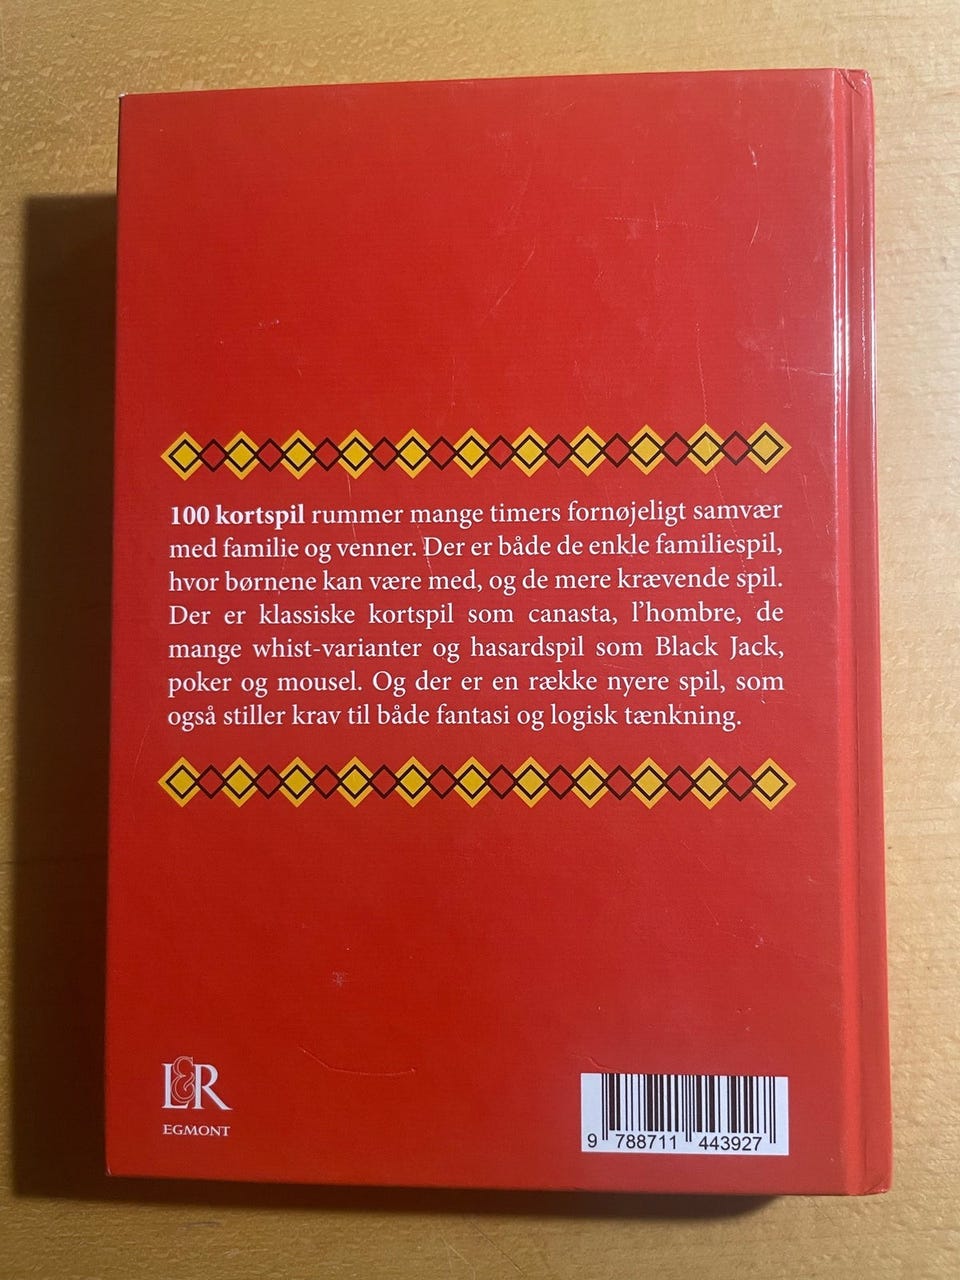 100 kortspil rummer mange timers fornøjeligt samvær
med familie og venner. Der er både de enkle familiespil,
hvor børnene kan være med, og de mere krævende spil.
Der er klassiske kortspil som canasta, l’hombre, de
mange whist-varianter og hasardspil som Black Jack,
poker og mousel. Og der er en række nyere spil, som
også stiller krav til både fantasi og logisk tænkning.
L&R
EGMONT
9 788711 443927